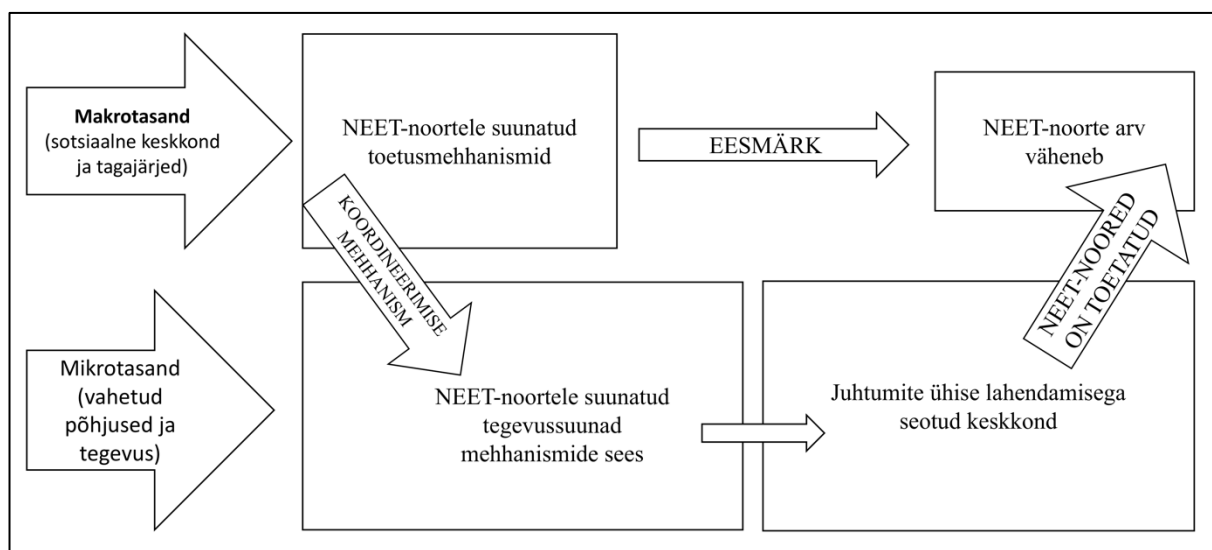 Makrotasand
(sotsiaalne keskkond
ja tagajärjed)
NEET-noortele suunatud
toetusmehhanismid
EESMÄRK
NEET-noorte arv
väheneb
KOORDINEERIMISE
MEHHANISM
NEET-NOORED
ON TOETATUD
Mikrotasand
(vahetud
põhjused ja
tegevus)
NEET-noortele suunatud
tegevussuunad
mehhanismide sees
Juhtumite ühise lahendamisega
seotud keskkond